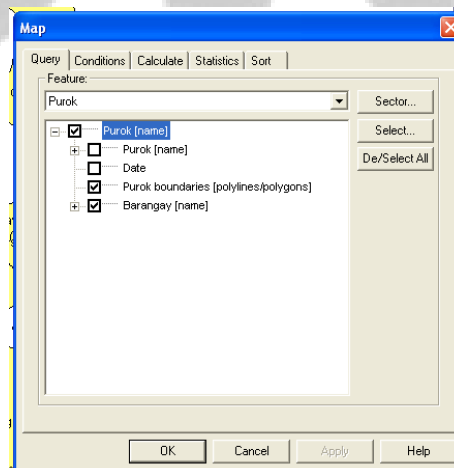 Map
Query Conditions Calculate Statistics Sort
Feature:
Purok
Sector...
Select...
De/Select All
Purok [name]
Purok [name]
Date
Purok boundaries [polylines/polygons]
Barangay [name]
OK Cancel Apply Help